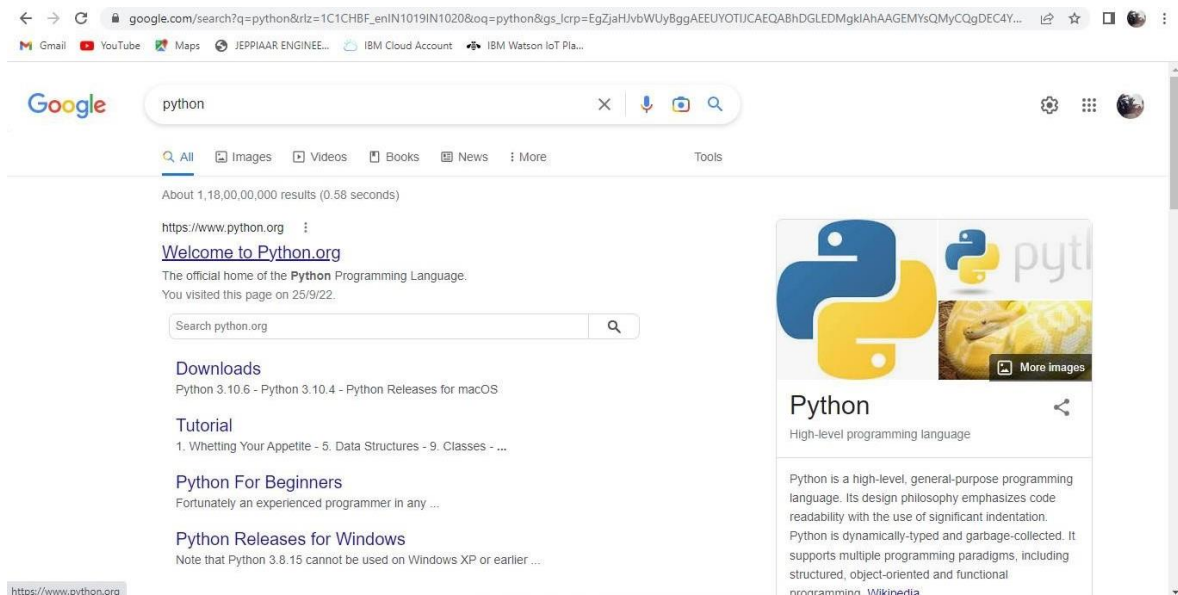 google.com/search?q=python&rlz=1C1CHBF_enIN1019IN1020&oq=python&gs_lcrp=EgZjaHJvbWUyBggAEEUYOTIJCAEQABhDGLEDMgkIAhAAGEMYsQMyCQgDEC4Y...
Gmail YouTube Maps JEPPIAAR ENGINEE... IBM Cloud Account IBM Watson IoT Pla...
Google
python
All Images Videos Books News More Tools
About 1,18,00,00,000 results (0.58 seconds)
https://www.python.org
Welcome to Python.org
The official home of the Python Programming Language.
You visited this page on 25/9/22.
Search python.org
Downloads
Python 3.10.6 - Python 3.10.4 - Python Releases for macOS
Tutorial
1. Whetting Your Appetite - 5. Data Structures - 9. Classes - ...
Python For Beginners
Fortunately an experienced programmer in any ...
Python Releases for Windows
Note that Python 3.8.15 cannot be used on Windows XP or earlier ...
pyth
More images
Python
High-level programming language
Python is a high-level, general-purpose programming
language. Its design philosophy emphasizes code
readability with the use of significant indentation.
Python is dynamically-typed and garbage-collected. It
supports multiple programming paradigms, including
structured, object-oriented and functional
programming. Wikipedia
https://www.python.org